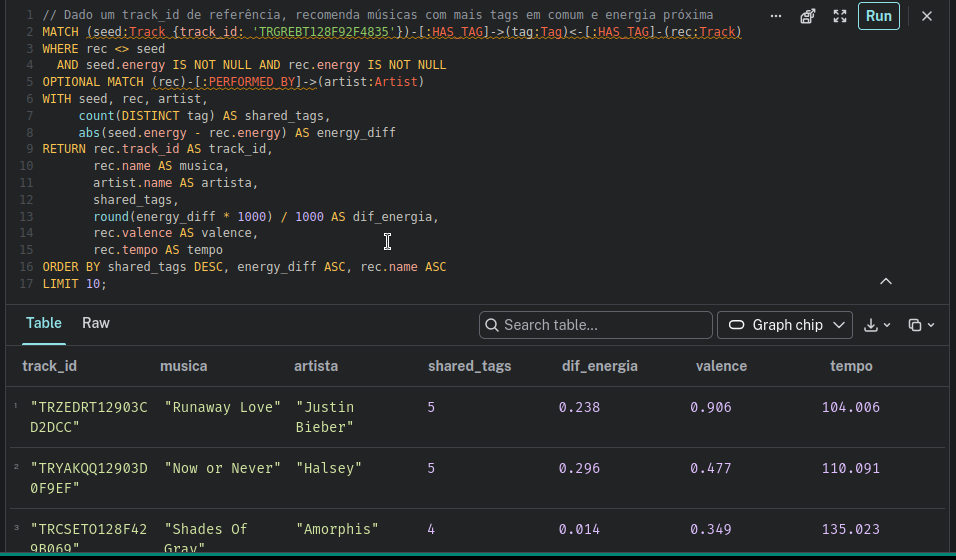 1 // Dado um track_id de referência, recomenda músicas com mais tags em comum e energia próxima
2 MATCH (seed:Track {track_id: 'TRGREBT128F92F4835'})-[:HAS_TAG]->(tag:Tag)<-[:HAS_TAG]-(rec:Track)
3 WHERE rec <> seed
4   AND seed.energy IS NOT NULL AND rec.energy IS NOT NULL
5 OPTIONAL MATCH (rec)-[:PERFORMED_BY]->(artist:Artist)
6 WITH seed, rec, artist,
7      count(DISTINCT tag) AS shared_tags,
8      abs(seed.energy - rec.energy) AS energy_diff
9 RETURN rec.track_id AS track_id,
10        rec.name AS musica,
11        artist.name AS artista,
12        shared_tags,
13        round(energy_diff * 1000) / 1000 AS dif_energia,
14        rec.valence AS valence,
15        rec.tempo AS tempo
16 ORDER BY shared_tags DESC, energy_diff ASC, rec.name ASC
17 LIMIT 10;
Run
Table Raw Search table... Graph chip
track_id musica artista shared_tags dif_energia valence tempo
1 "TRZEDRT12903C "Runaway Love" "Justin 5 0.238 0.906 104.006
D2DCC" Bieber"
2 "TRYAKQQ12903D "Now or Never" "Halsey" 5 0.296 0.477 110.091
0F9EF"
3 "TRCSETO128F42 "Shades Of "Amorphis" 4 0.014 0.349 135.023
9B069" Gray"